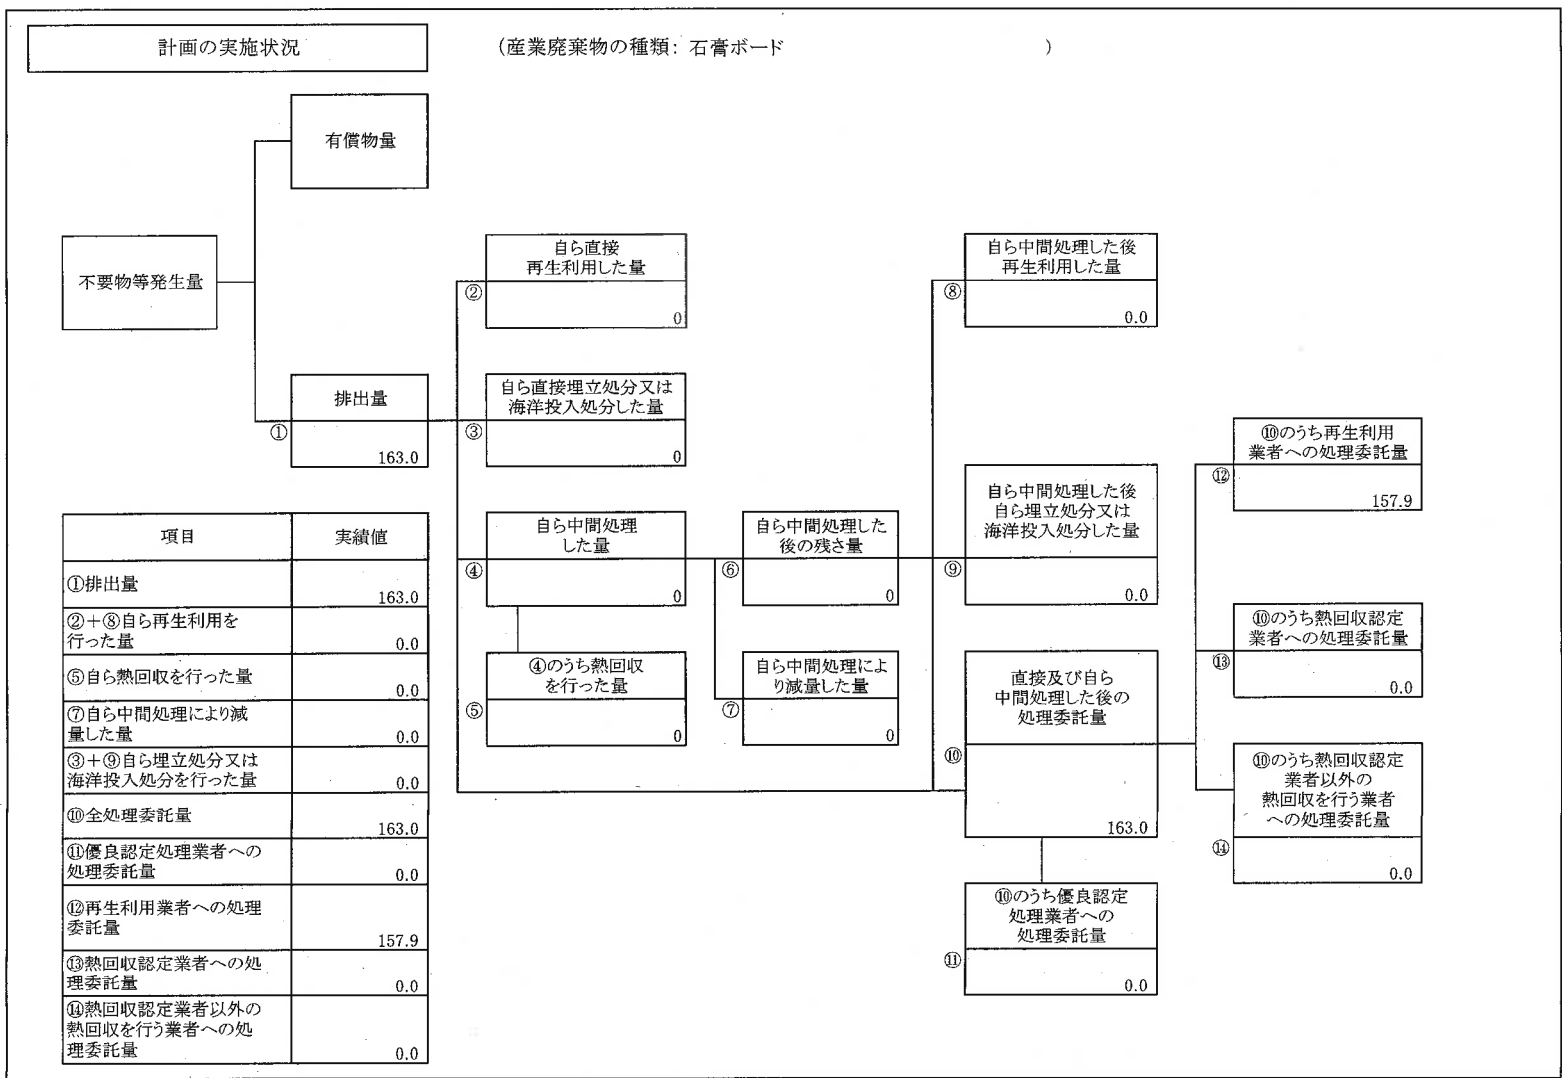 計画の実施状況
(産業廃棄物の種類: 石膏ボード )
有償物量
不要物等発生量
排出量
①
163.0
自ら直接
再生利用した量
②
0
自ら直接埋立処分又は
海洋投入処分した量
③
0
自ら中間処理
した量
④
0
④のうち熱回収
を行った量
⑤
0
自ら中間処理した
後の残さ量
⑥
0
自ら中間処理によ
り減量した量
⑦
0
自ら中間処理した後
再生利用した量
⑧
0.0
自ら中間処理した後
自ら埋立処分又は
海洋投入処分した量
⑨
0.0
直接及び自ら
中間処理した後の
処理委託量
⑩
163.0
⑩のうち優良認定
処理業者への
処理委託量
⑪
0.0
⑩のうち再生利用
業者への処理委託量
⑫
157.9
⑩のうち熱回収認定
業者への処理委託量
⑬
0.0
⑩のうち熱回収認定
業者以外の
熱回収を行う業者
への処理委託量
⑭
0.0
項目 実績値
①排出量
163.0
②+⑧自ら再生利用を
行った量
0.0
⑤自ら熱回収を行った量
0.0
⑦自ら中間処理により減
量した量
0.0
③+⑨自ら埋立処分又は
海洋投入処分を行った量
0.0
⑩全処理委託量
163.0
⑪優良認定処理業者への
処理委託量
0.0
⑫再生利用業者への処理
委託量
157.9
⑬熱回収認定業者への処
理委託量
0.0
⑭熱回収認定業者以外の
熱回収を行う業者への処
理委託量
0.0